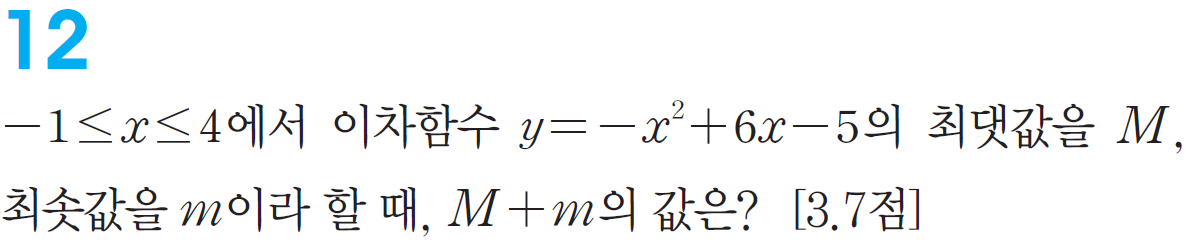 12
−1≤x≤4에서 이차함수 y=−x²+6x−5의 최댓값을 M,
최솟값을 m이라 할 때, M+m의 값은? [3.7점]